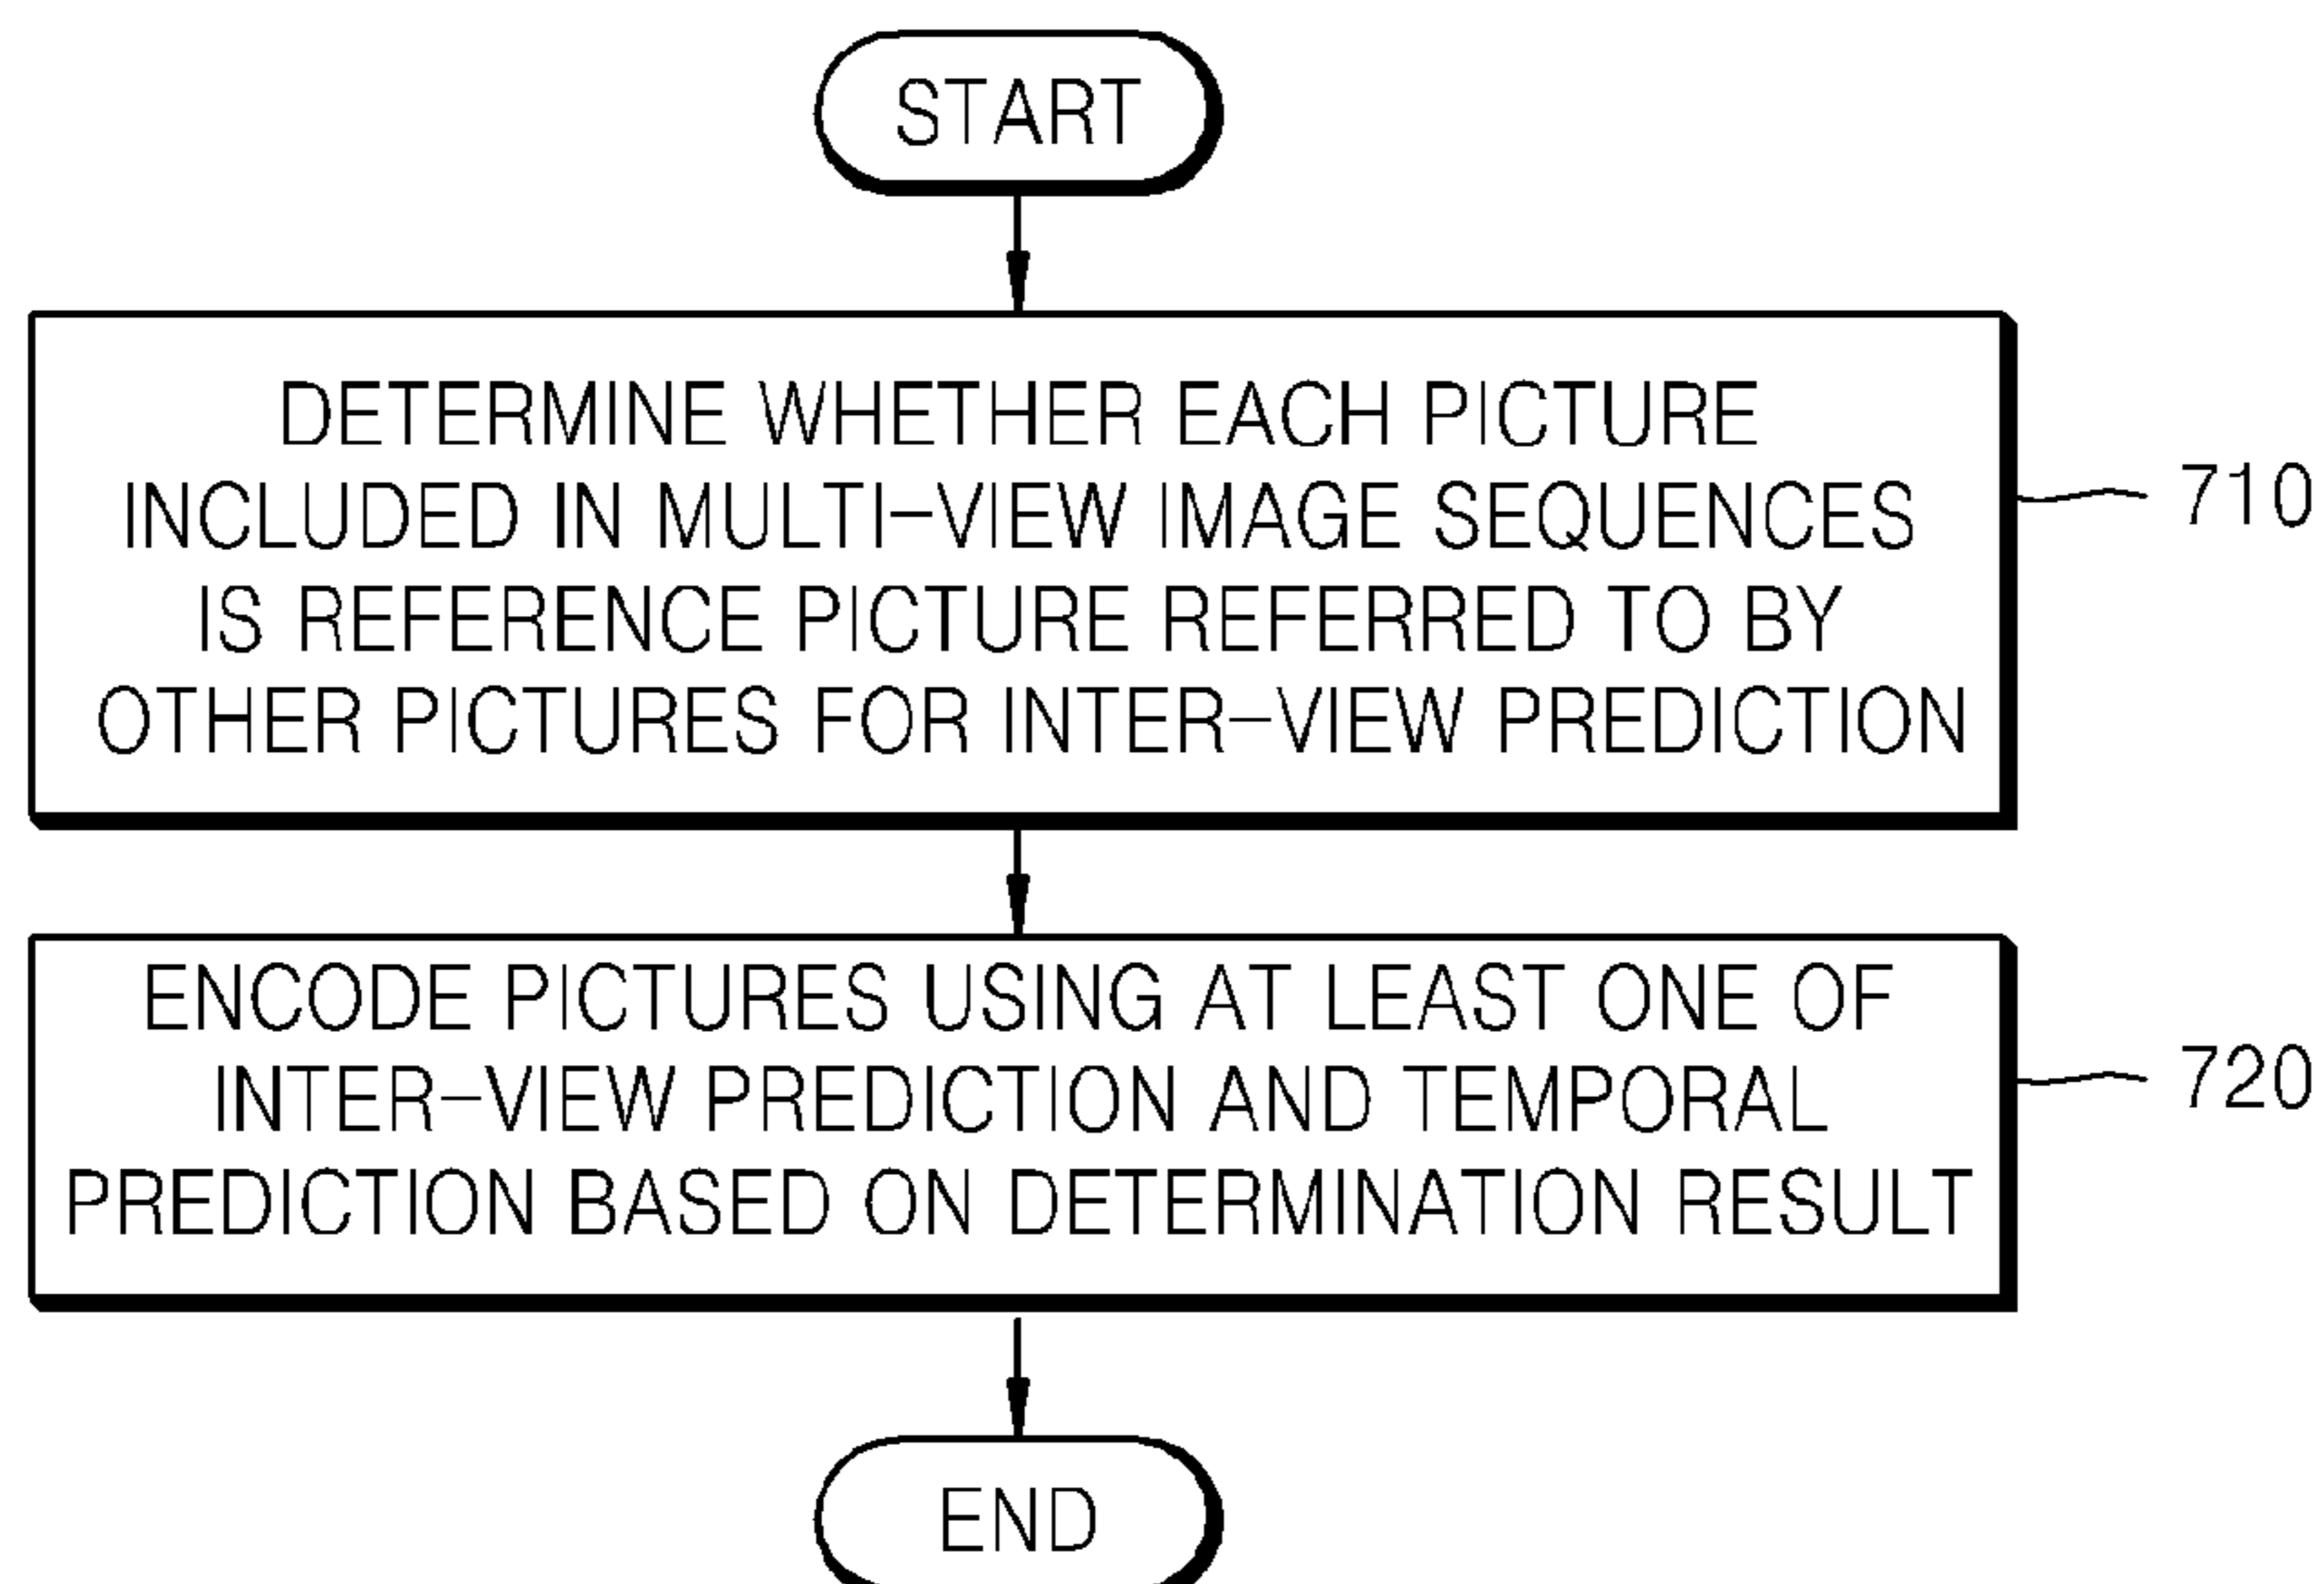 START
DETERMINE WHETHER EACH PICTURE
INCLUDED IN MULTI-VIEW IMAGE SEQUENCES
IS REFERENCE PICTURE REFERRED TO BY
OTHER PICTURES FOR INTER-VIEW PREDICTION
710
ENCODE PICTURES USING AT LEAST ONE OF
INTER-VIEW PREDICTION AND TEMPORAL
PREDICTION BASED ON DETERMINATION RESULT
720
END